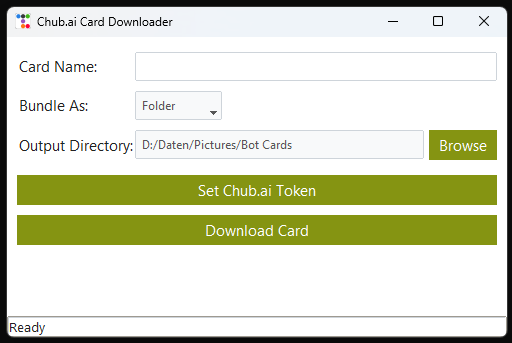 Chub.ai Card Downloader
Card Name:
Bundle As: Folder
Output Directory: D:/Daten/Pictures/Bot Cards Browse
Set Chub.ai Token
Download Card
Ready